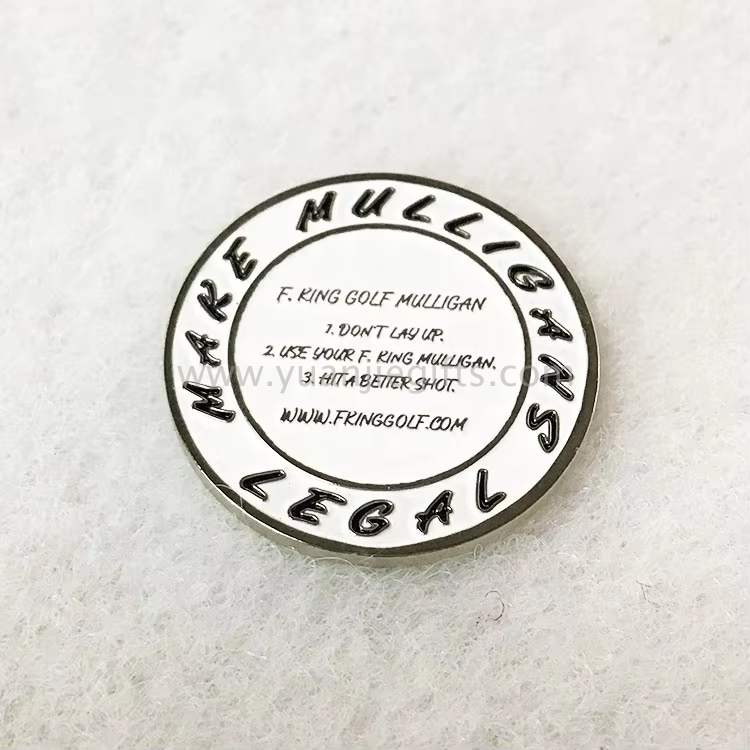 MAKE MULLIGANS
F. KING GOLF MULLIGAN
1. DON'T LAY UP.
2. USE YOUR F. KING MULLIGAN.
www.yuanjiegifts.com
3. HIT A BETTER SHOT.
WWW.FKINGGOLF.COM
LEGAL